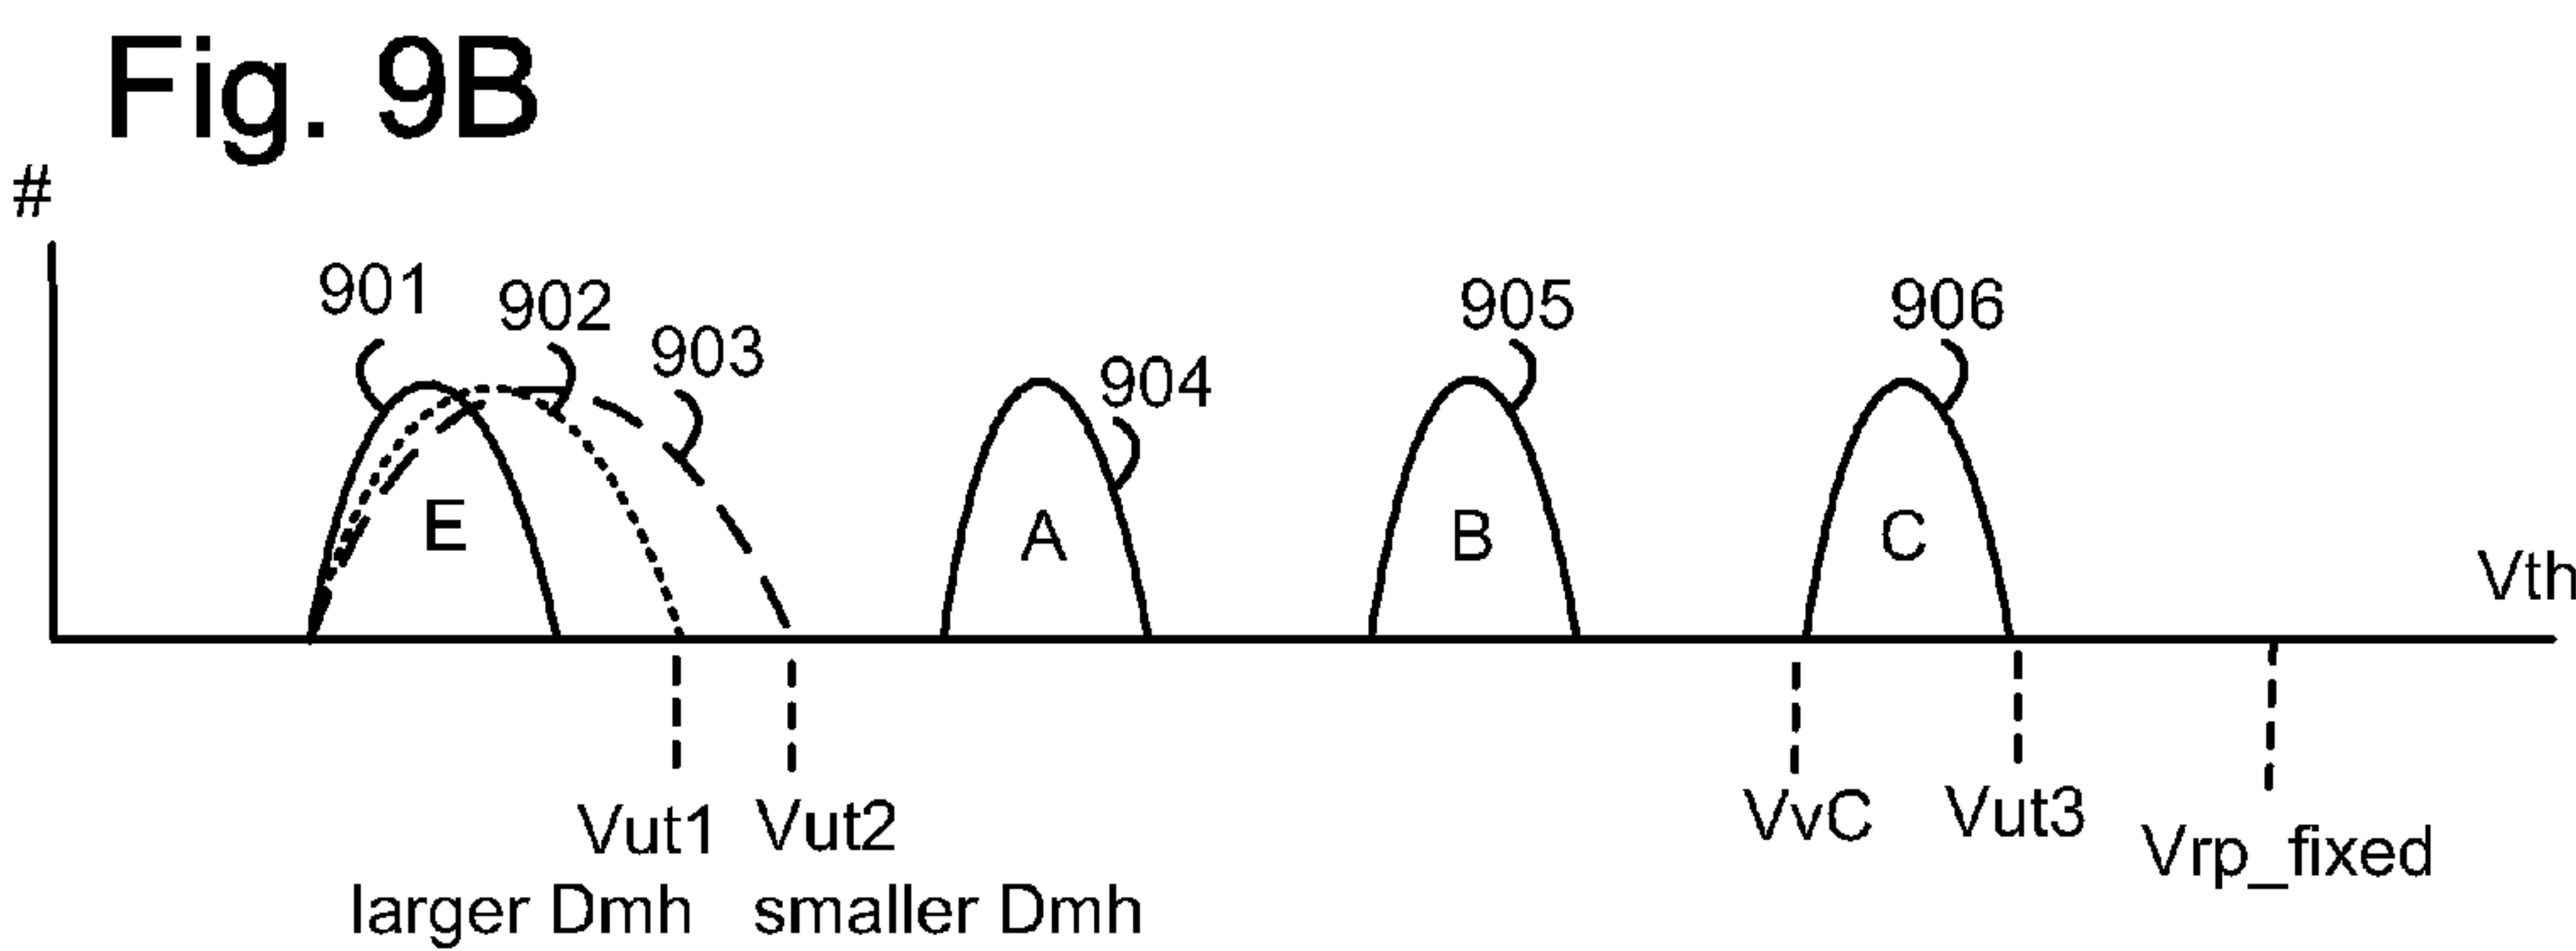 Fig. 9B
#
901
902
903
904
905
906
E
A
B
C
Vth
Vut1
Vut2
VvC
Vut3
Vrp_fixed
larger Dmh
smaller Dmh